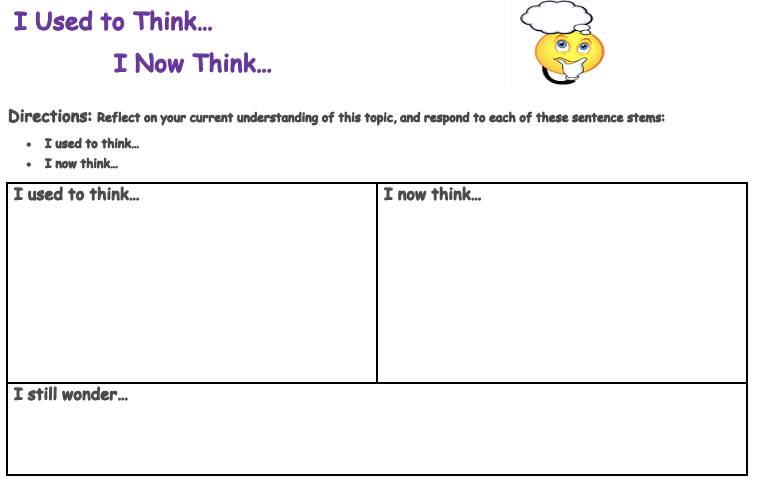 I Used to Think...
I Now Think...
Directions: Reflect on your current understanding of this topic, and respond to each of these sentence stems:
• I used to think...
• I now think...
I used to think...
I now think...
I still wonder...